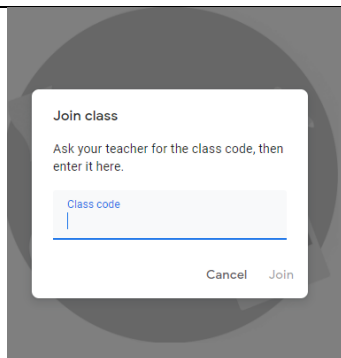 Join class
Ask your teacher for the class code, then
enter it here.
Class code
Cancel Join